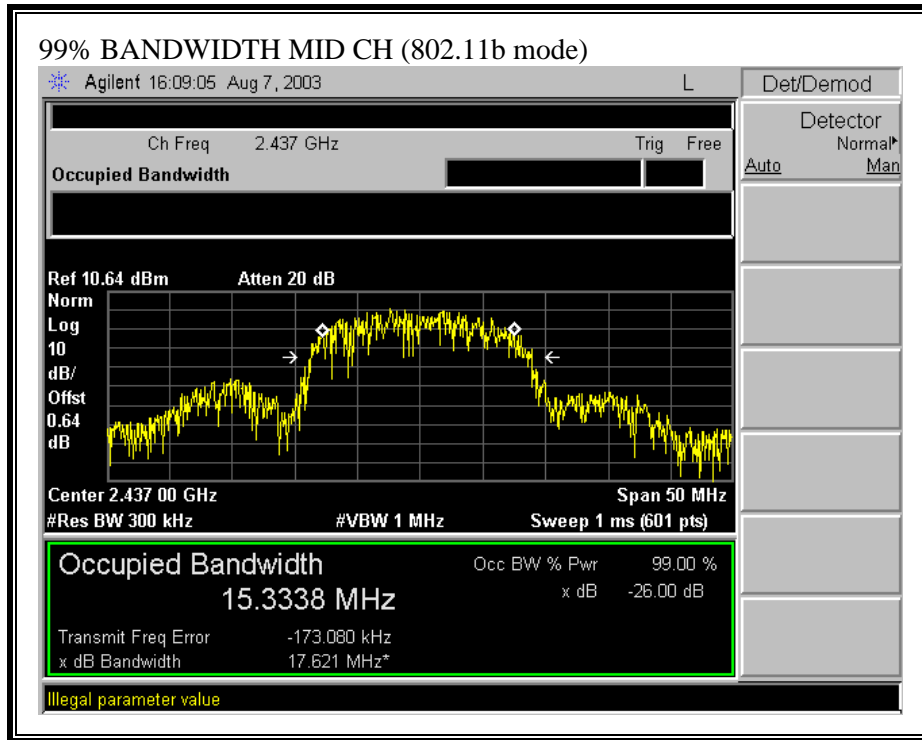 99% BANDWIDTH MID CH (802.11b mode)
Agilent 16:09:05 Aug 7, 2003 L
Det/Demod
Ch Freq 2.437 GHz Trig Free
Occupied Bandwidth
Detector
Normal
Auto Man
Ref 10.64 dBm Atten 20 dB
Norm
Log
10
dB/
Offst
0.64
dB
Center 2.437 00 GHz Span 50 MHz
#Res BW 300 kHz #VBW 1 MHz Sweep 1 ms (601 pts)
Occupied Bandwidth Occ BW % Pwr 99.00 %
15.3338 MHz x dB -26.00 dB
Transmit Freq Error -173.080 kHz
x dB Bandwidth 17.621 MHz*
Illegal parameter value